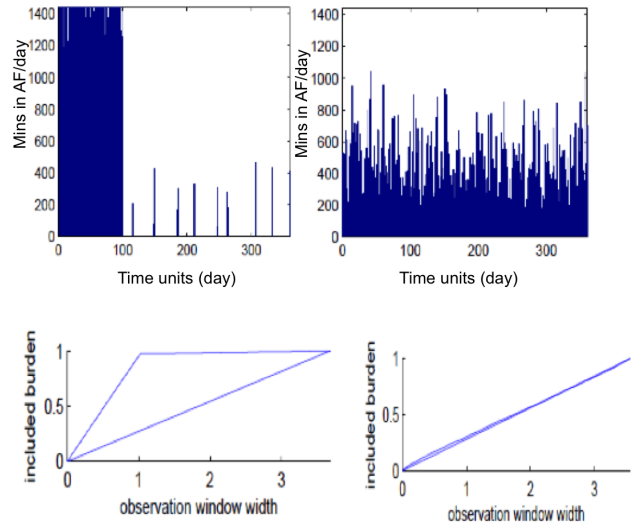 Mins in AF/day
1400
1200
1000
800
600
400
200
0
0 100 200 300
Time units (day)
Mins in AF/day
1400
1200
1000
800
600
400
200
0
0 100 200 300
Time units (day)
included burden
1
0.5
0
0 1 2 3
observation window width
included burden
1
0.5
0
0 1 2 3
observation window width